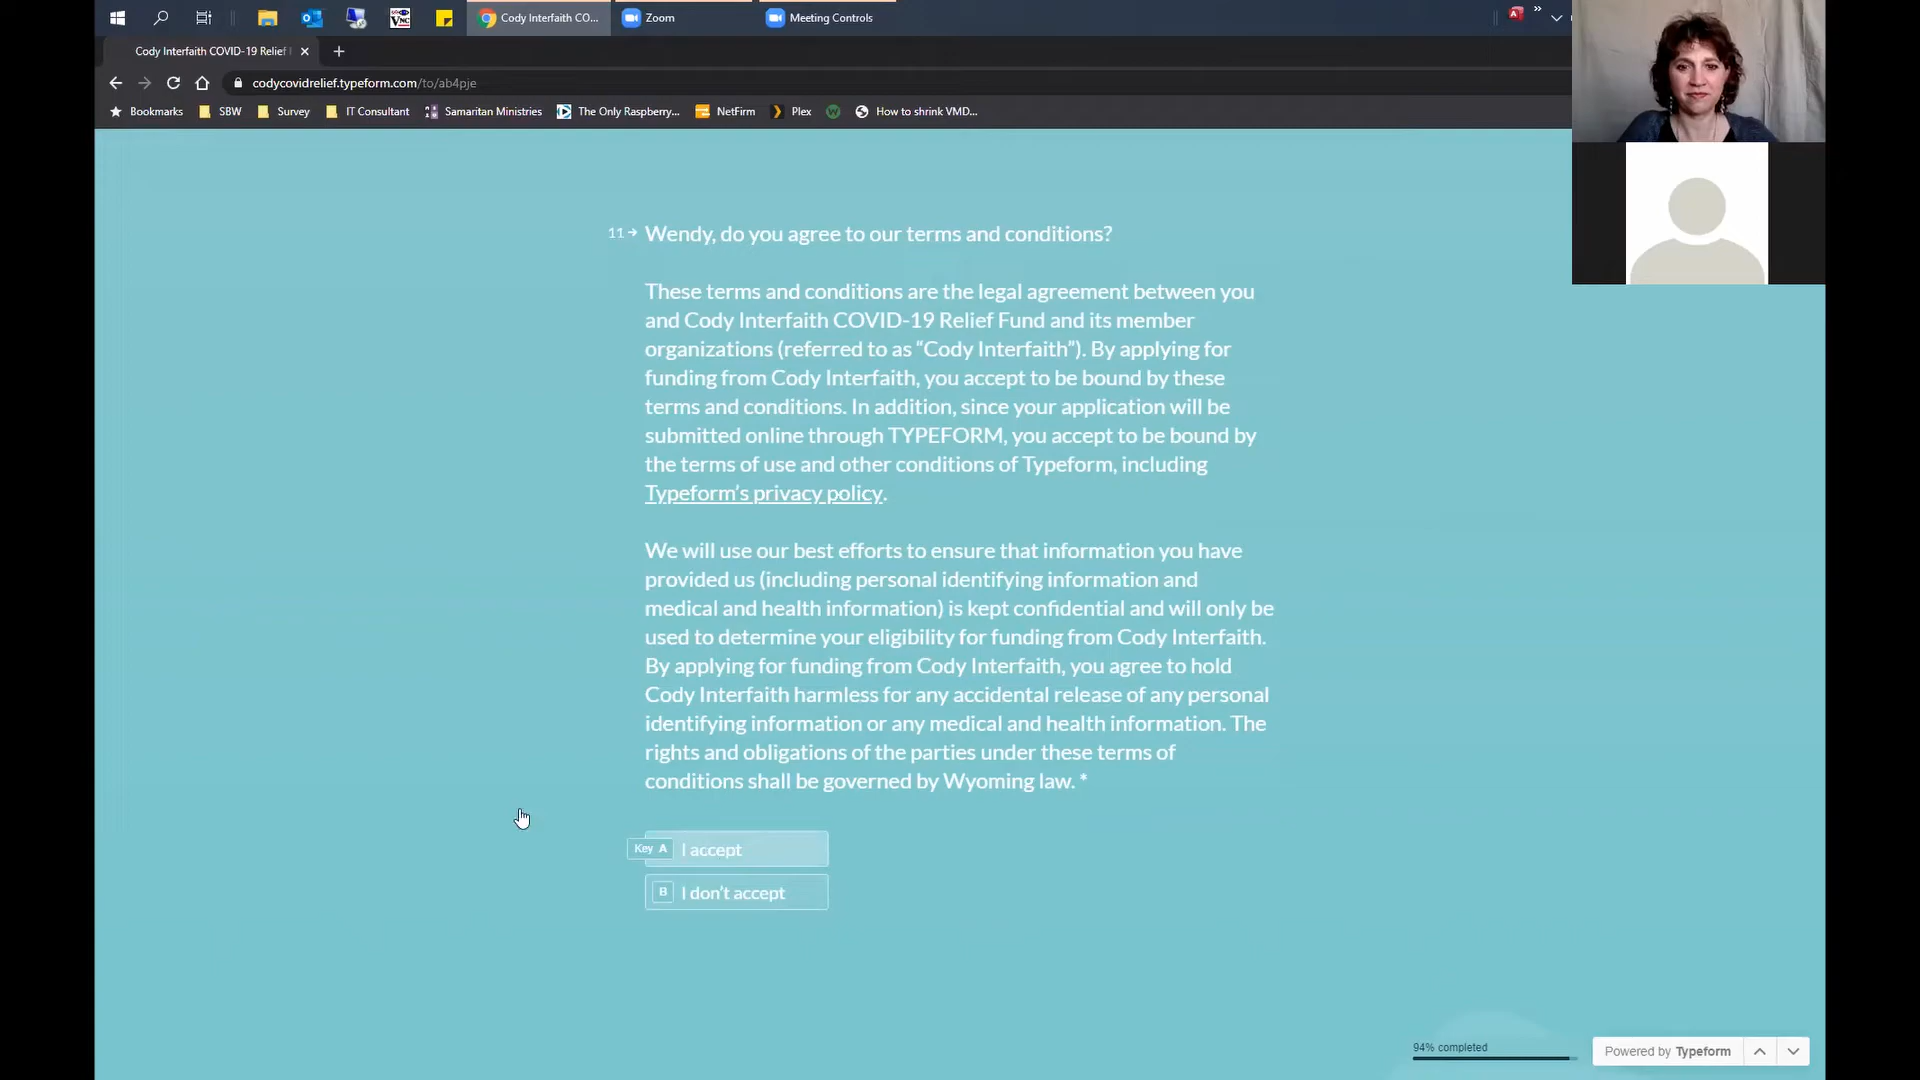 Cody Interfaith CO...
Zoom
Meeting Controls
Cody Interfaith COVID-19 Relief
codycovidrelief.typeform.com/to/ab4pje
Bookmarks
SBW
Survey
IT Consultant
Samaritan Ministries
The Only Raspberry...
NetFirm
Plex
How to shrink VMD...
11 Wendy, do you agree to our terms and conditions?
These terms and conditions are the legal agreement between you
and Cody Interfaith COVID-19 Relief Fund and its member
organizations (referred to as “Cody Interfaith”). By applying for
funding from Cody Interfaith, you accept to be bound by these
terms and conditions. In addition, since your application will be
submitted online through TYPEFORM, you accept to be bound by
the terms of use and other conditions of Typeform, including
Typeform’s privacy policy.
We will use our best efforts to ensure that information you have
provided us (including personal identifying information and
medical and health information) is kept confidential and will only be
used to determine your eligibility for funding from Cody Interfaith.
By applying for funding from Cody Interfaith, you agree to hold
Cody Interfaith harmless for any accidental release of any personal
identifying information or any medical and health information. The
rights and obligations of the parties under these terms of
conditions shall be governed by Wyoming law. *
Key A I accept
B I don’t accept
94% completed
Powered by Typeform